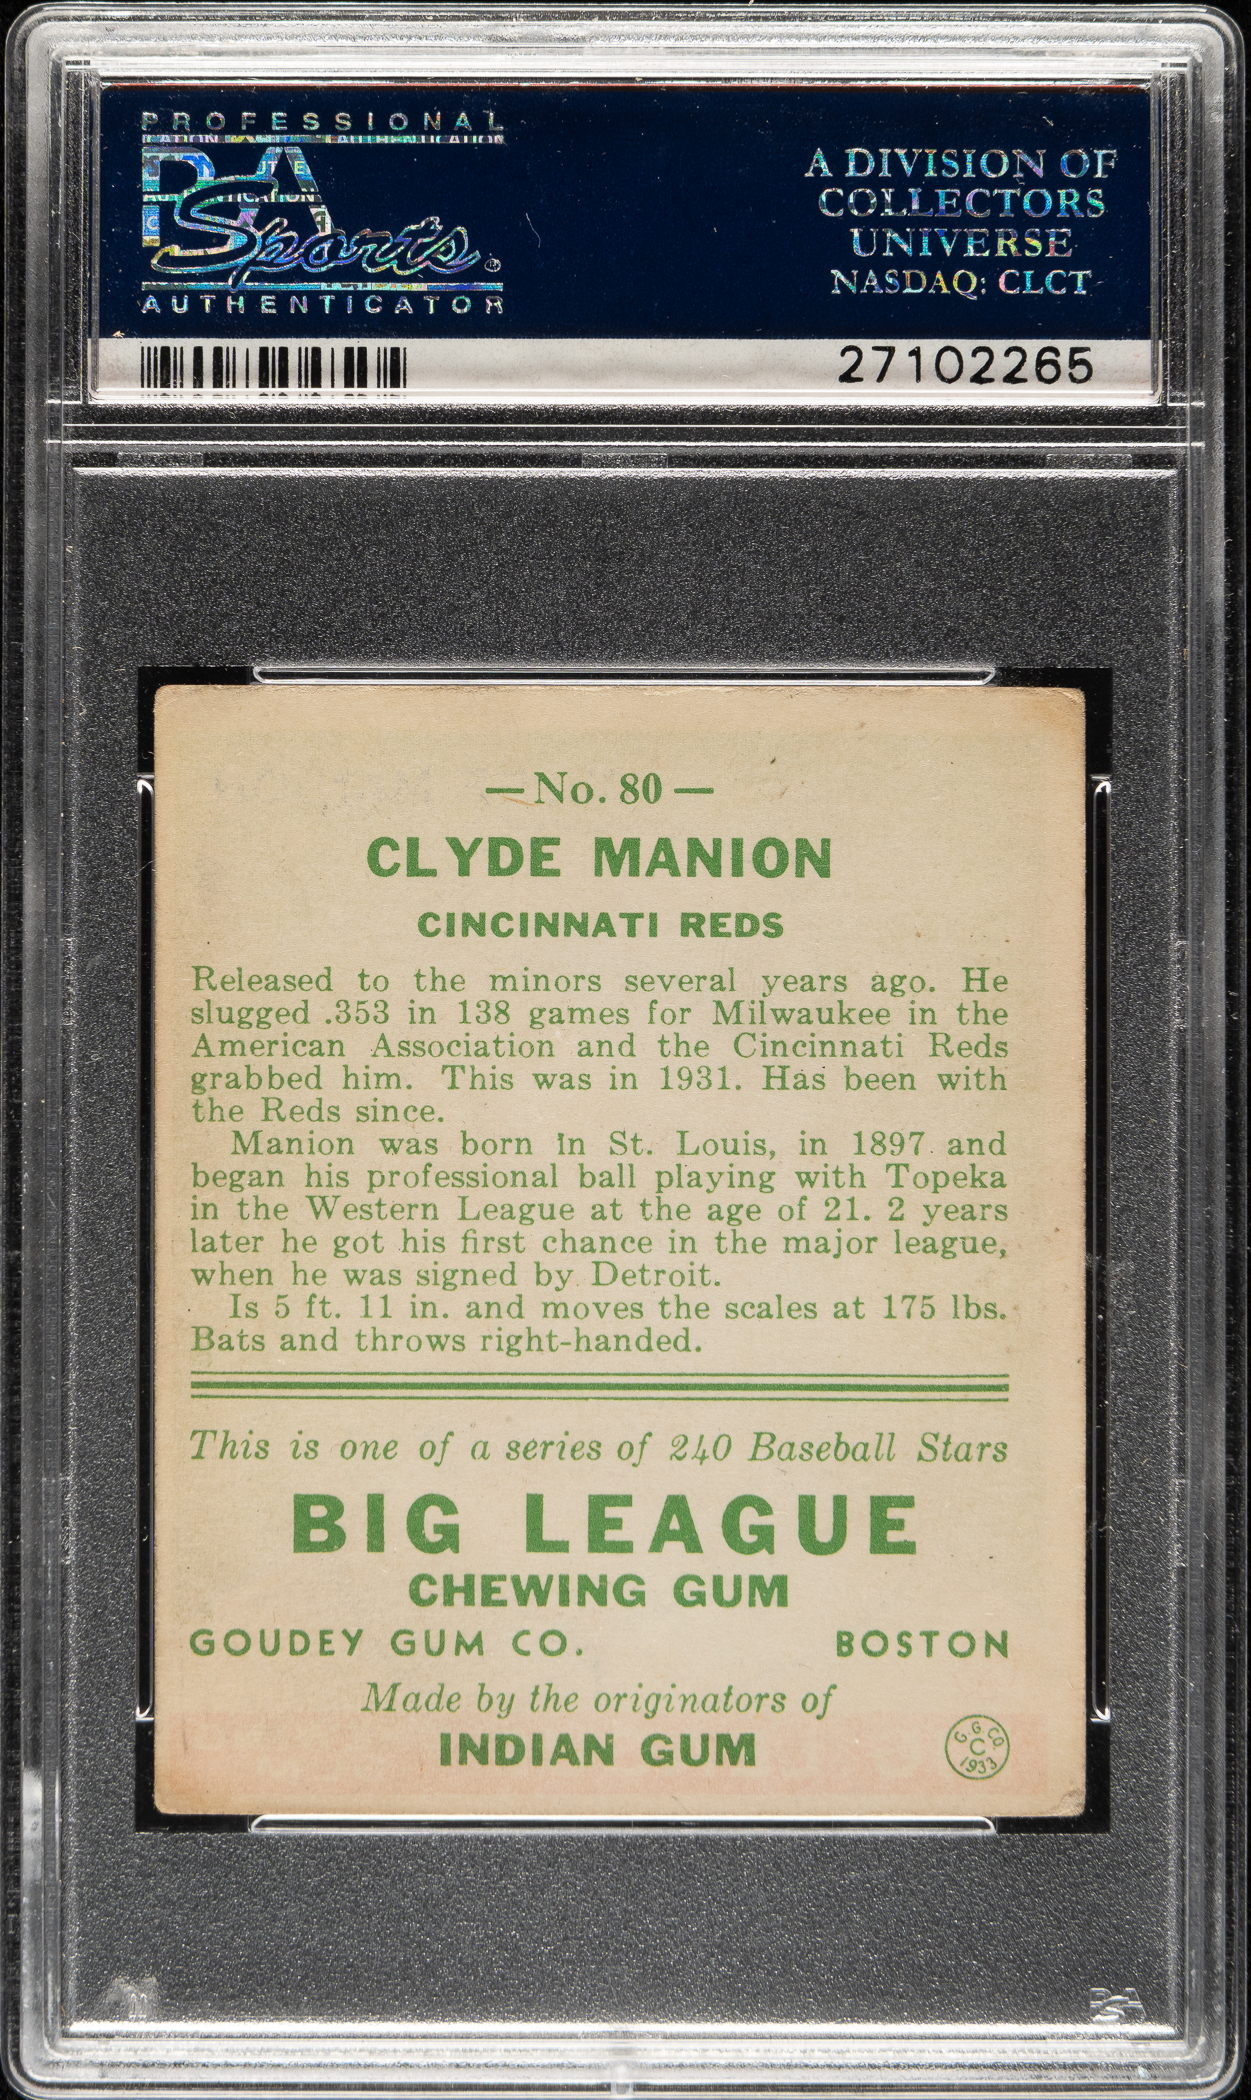 PROFESSIONAL
PSA
Sports®
AUTHENTICATOR
A DIVISION OF
COLLECTORS
UNIVERSE
NASDAQ: CLCT
27102265
—No. 80—
CLYDE MANION
CINCINNATI REDS
Released to the minors several years ago. He
slugged .353 in 138 games for Milwaukee in the
American Association and the Cincinnati Reds
grabbed him. This was in 1931. Has been with
the Reds since.
Manion was born in St. Louis, in 1897 and
began his professional ball playing with Topeka
in the Western League at the age of 21. 2 years
later he got his first chance in the major league,
when he was signed by Detroit.
Is 5 ft. 11 in. and moves the scales at 175 lbs.
Bats and throws right-handed.
This is one of a series of 240 Baseball Stars
BIG LEAGUE
CHEWING GUM
GOUDEY GUM CO. BOSTON
Made by the originators of
INDIAN GUM
G. G. CO.
C
1933
PSA